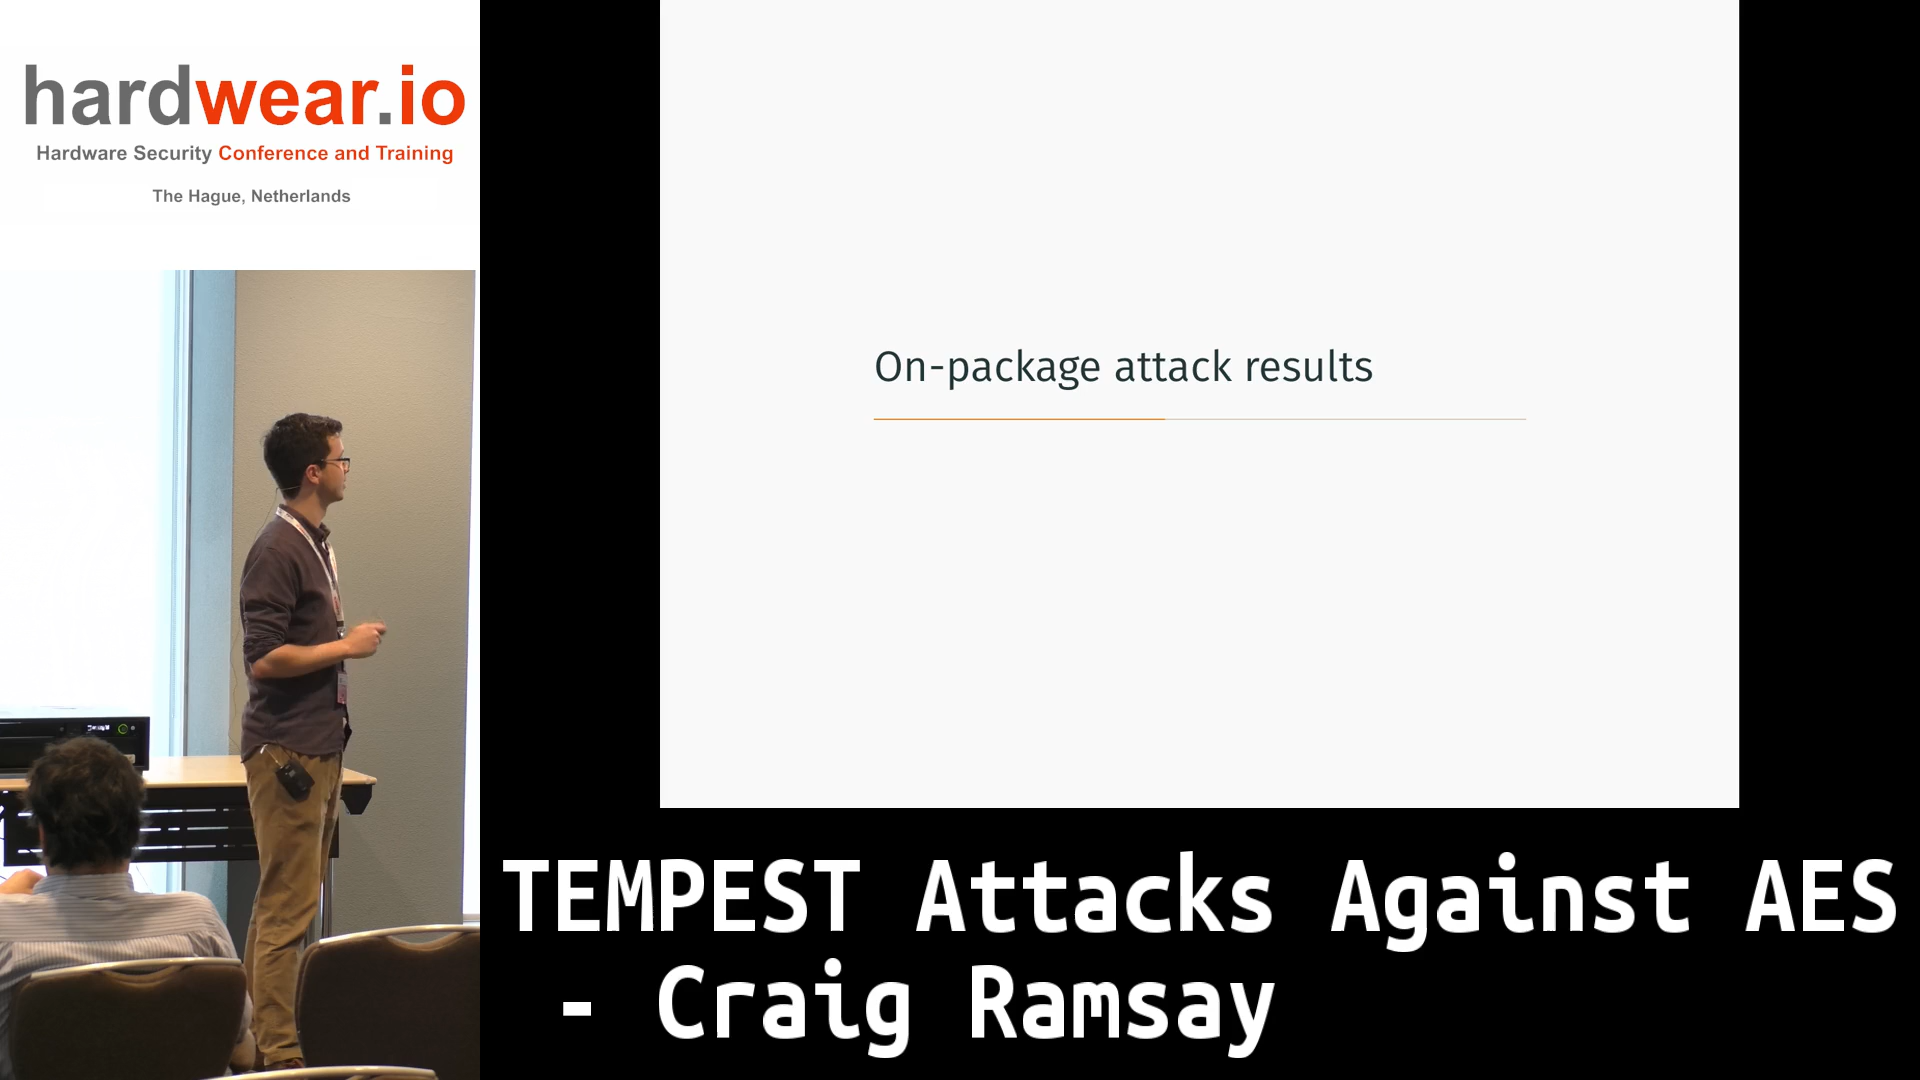 hardwear.io
Hardware Security Conference and Training
The Hague, Netherlands
On-package attack results
TEMPEST Attacks Against AES
- Craig Ramsay